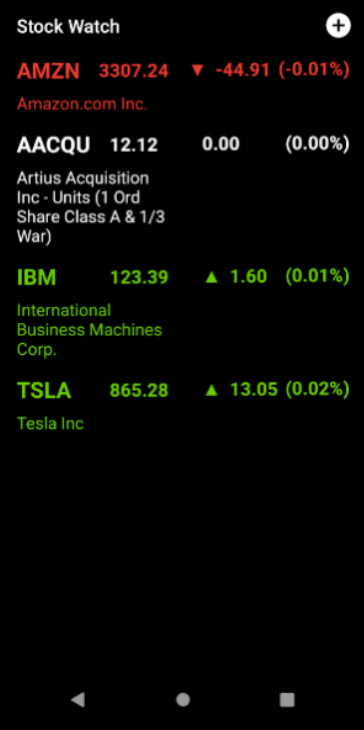 Stock Watch
AMZN 3307.24 ▼ -44.91 (-0.01%)
Amazon.com Inc.
AACQU 12.12 0.00 (0.00%)
Artius Acquisition
Inc - Units (1 Ord
Share Class A & 1/3
War)
IBM 123.39 ▲ 1.60 (0.01%)
International
Business Machines
Corp.
TSLA 865.28 ▲ 13.05 (0.02%)
Tesla Inc